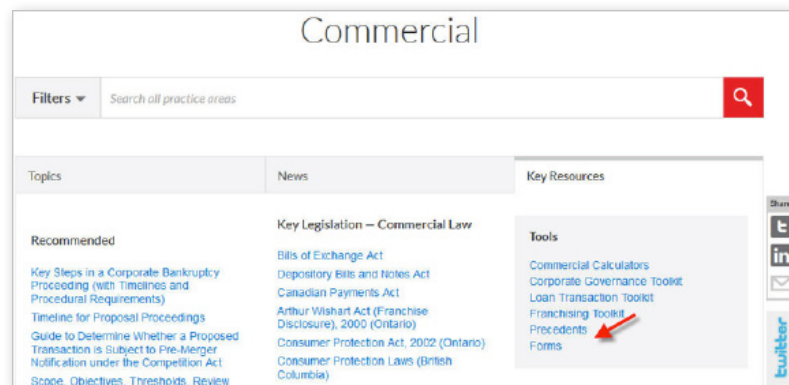 Commercial
Filters
Search all practice areas
Topics
News
Key Resources
Recommended
Key Steps in a Corporate Bankruptcy
Proceeding (with Timelines and
Procedural Requirements)
Timeline for Proposal Proceedings
Guide to Determine Whether a Proposed
Transaction is Subject to Pre-Merger
Notification under the Competition Act
Scope, Objectives, Thresholds, Review
Key Legislation — Commercial Law
Bills of Exchange Act
Depository Bills and Notes Act
Canadian Payments Act
Arthur Wishart Act (Franchise
Disclosure), 2000 (Ontario)
Consumer Protection Act, 2002 (Ontario)
Consumer Protection Laws (British
Columbia)
Tools
Commercial Calculators
Corporate Governance Toolkit
Loan Transaction Toolkit
Franchising Toolkit
Precedents
Forms
Share
t
in
twitter